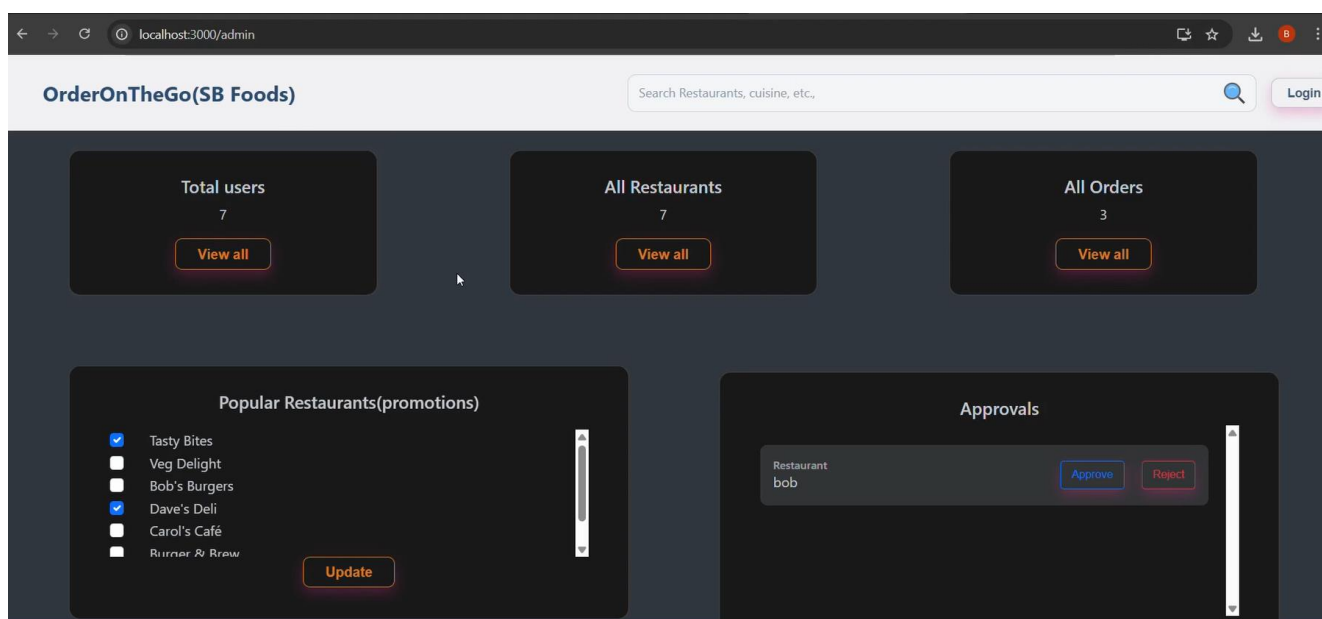 localhost:3000/admin
B
OrderOnTheGo(SB Foods)
Search Restaurants, cuisine, etc.,
Login
Total users
7
View all
All Restaurants
7
View all
All Orders
3
View all
Popular Restaurants(promotions)
Tasty Bites
Veg Delight
Bob's Burgers
Dave's Deli
Carol's Café
Burger & Brew
Update
Approvals
Restaurant
bob
Approve
Reject